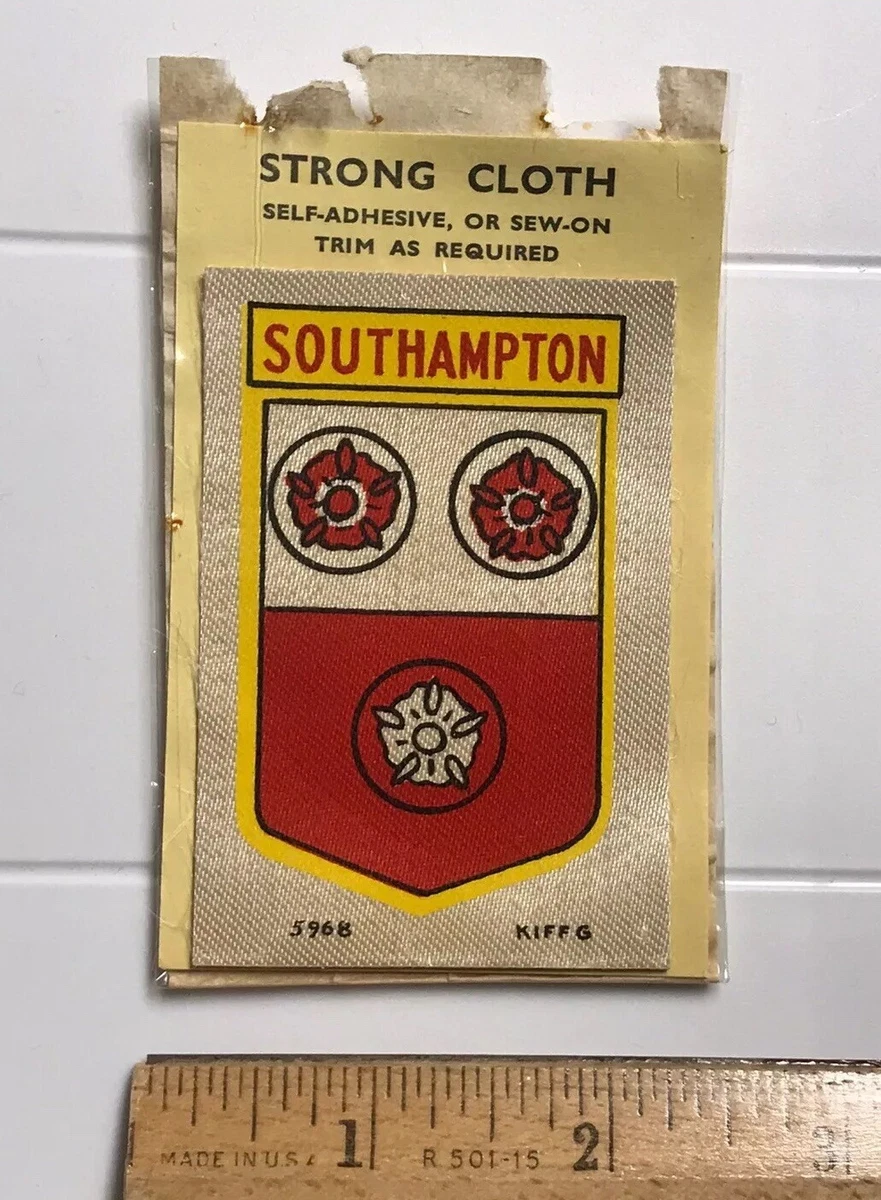 STRONG CLOTH
SELF-ADHESIVE, OR SEW-ON
TRIM AS REQUIRED
SOUTHAMPTON
5968 KIFFG
1 2 3
MADE IN U.S.A R 501-15